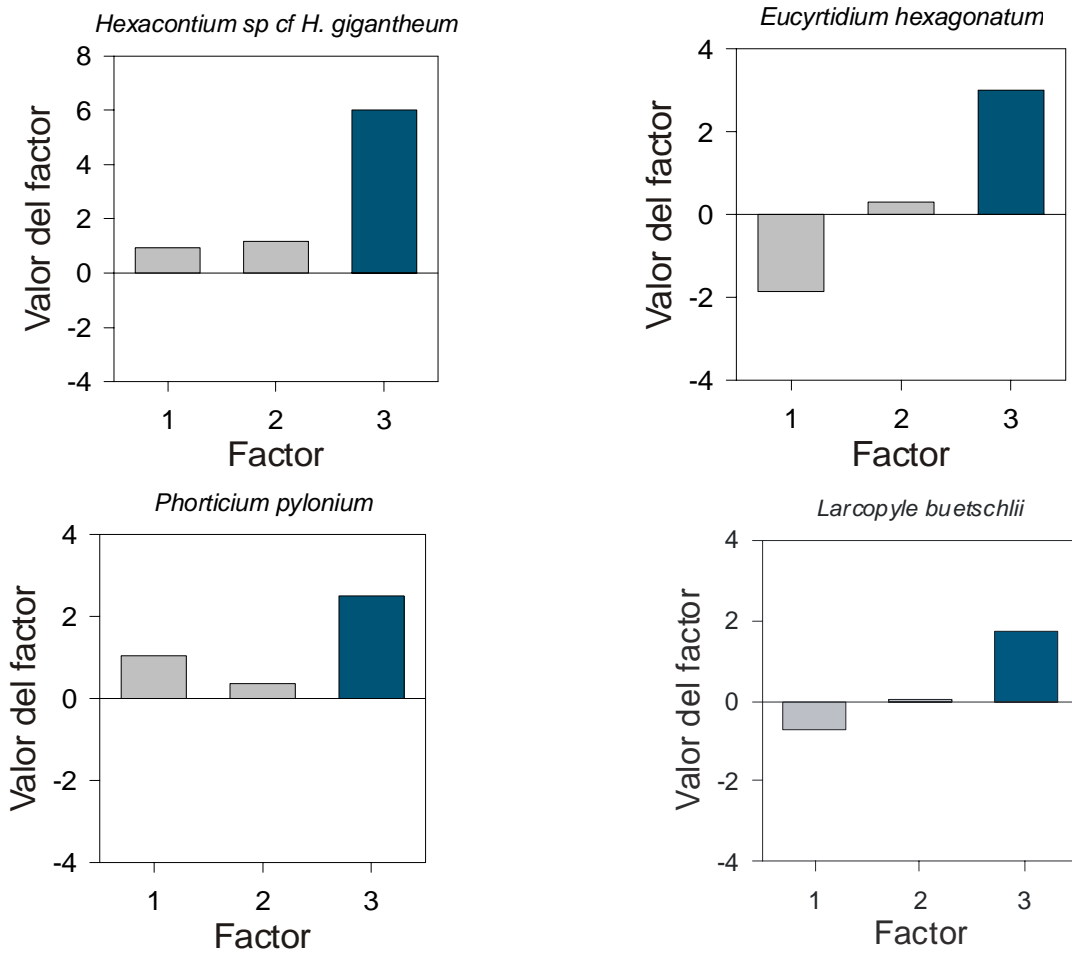 Hexacontium sp cf H. gigantheum
8
6
4
2
0
-2
-4
Valor del factor
1 2 3
Factor
Eucyrtidium hexagonatum
4
2
0
-2
-4
Valor del factor
1 2 3
Factor
Phorticium pylonium
4
2
0
-2
-4
Valor del factor
1 2 3
Factor
Larcopyle buetschlii
4
2
0
-2
-4
Valor del factor
1 2 3
Factor